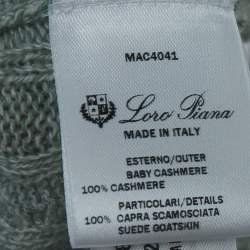 MAC4041
Loro Piana
MADE IN ITALY
ESTERNO/OUTER
BABY CASHMERE
100% CASHMERE
PARTICOLARI/DETAILS
100% CAPRA SCAMOSCIATA
SUEDE GOATSKIN